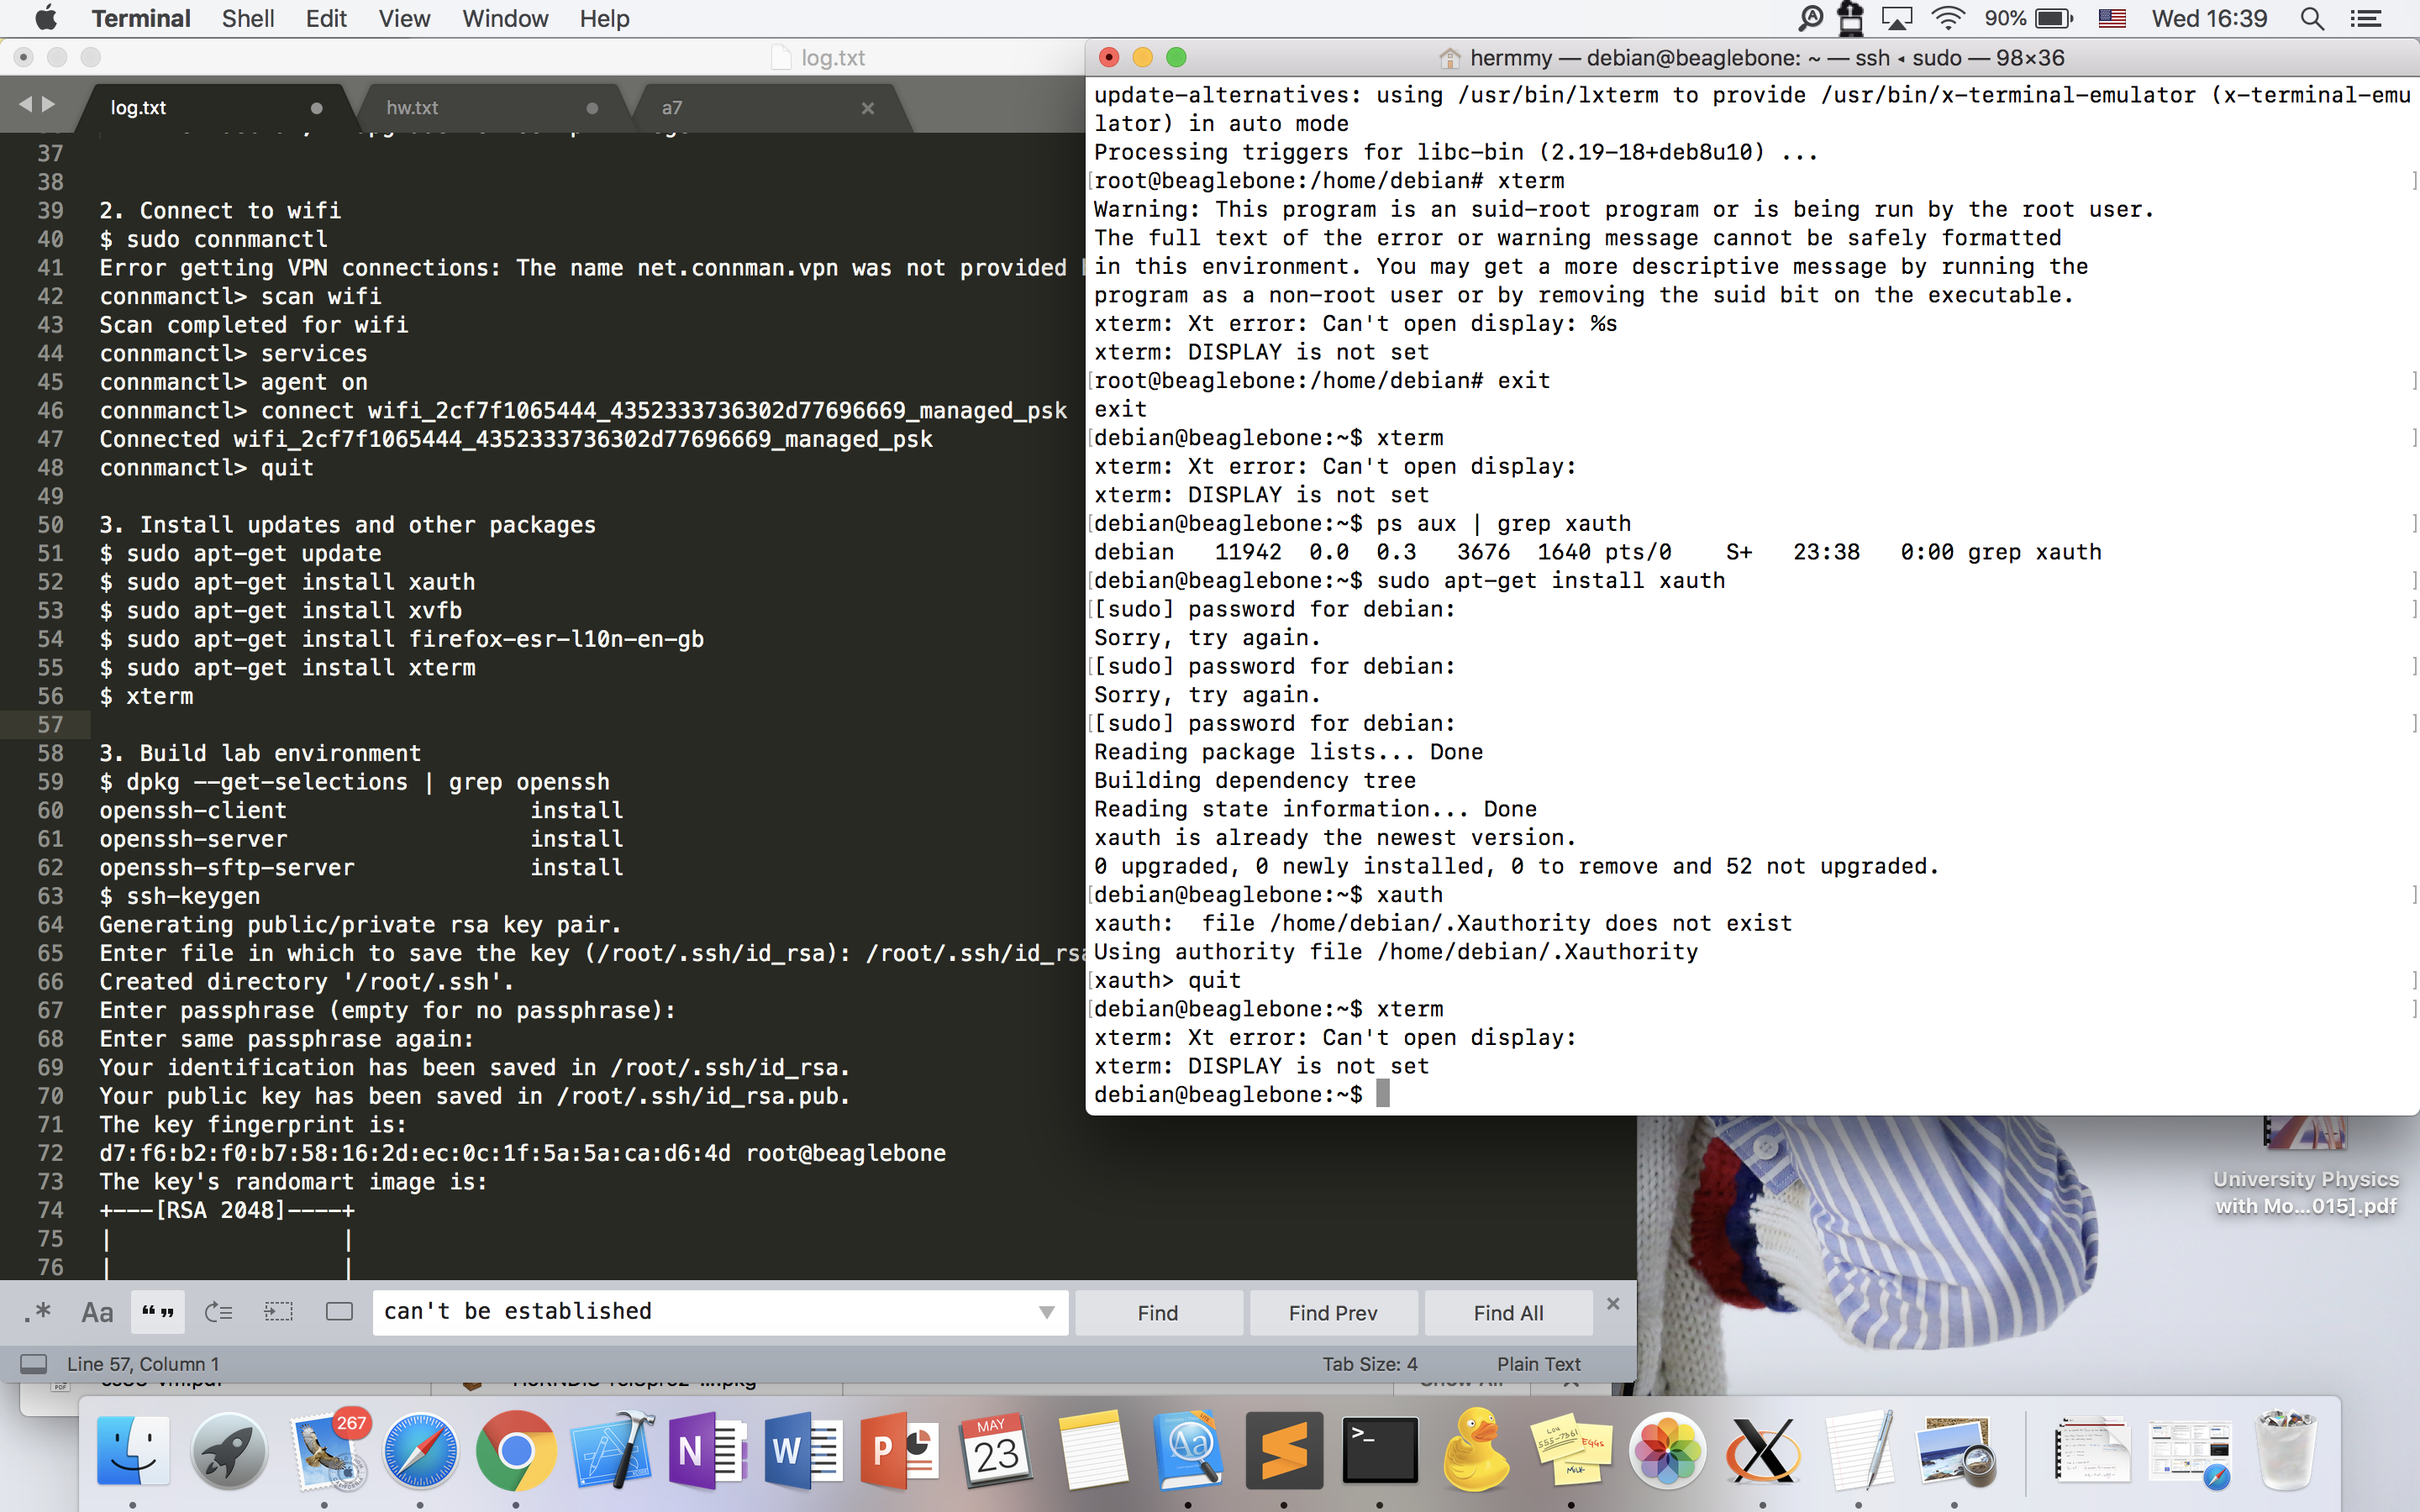 Terminal Shell Edit View Window Help 90% Wed 16:39
log.txt
log.txt hw.txt a7
37
38
39 2. Connect to wifi
40 $ sudo connmanctl
41 Error getting VPN connections: The name net.connman.vpn was not provided
42 connmanctl> scan wifi
43 Scan completed for wifi
44 connmanctl> services
45 connmanctl> agent on
46 connmanctl> connect wifi_2cf7f1065444_4352333736302d77696669_managed_psk
47 Connected wifi_2cf7f1065444_4352333736302d77696669_managed_psk
48 connmanctl> quit
49
50 3. Install updates and other packages
51 $ sudo apt-get update
52 $ sudo apt-get install xauth
53 $ sudo apt-get install xvfb
54 $ sudo apt-get install firefox-esr-l10n-en-gb
55 $ sudo apt-get install xterm
56 $ xterm
57
58 3. Build lab environment
59 $ dpkg --get-selections | grep openssh
60 openssh-client install
61 openssh-server install
62 openssh-sftp-server install
63 $ ssh-keygen
64 Generating public/private rsa key pair.
65 Enter file in which to save the key (/root/.ssh/id_rsa): /root/.ssh/id_rsa
66 Created directory '/root/.ssh'.
67 Enter passphrase (empty for no passphrase):
68 Enter same passphrase again:
69 Your identification has been saved in /root/.ssh/id_rsa.
70 Your public key has been saved in /root/.ssh/id_rsa.pub.
71 The key fingerprint is:
72 d7:f6:b2:f0:b7:58:16:2d:ec:0c:1f:5a:5a:ca:d6:4d root@beaglebone
73 The key's randomart image is:
74 +---[RSA 2048]----+
75 | |
76 | |
.* Aa “” can't be established Find Find Prev Find All
Line 57, Column 1 Tab Size: 4 Plain Text
hermmy — debian@beaglebone: ~ — ssh ◂ sudo — 98×36
update-alternatives: using /usr/bin/lxterm to provide /usr/bin/x-terminal-emulator (x-terminal-emu
lator) in auto mode
Processing triggers for libc-bin (2.19-18+deb8u10) ...
[root@beaglebone:/home/debian# xterm ]
Warning: This program is an suid-root program or is being run by the root user.
The full text of the error or warning message cannot be safely formatted
in this environment. You may get a more descriptive message by running the
program as a non-root user or by removing the suid bit on the executable.
xterm: Xt error: Can't open display: %s
xterm: DISPLAY is not set
[root@beaglebone:/home/debian# exit ]
exit
[debian@beaglebone:~$ xterm ]
xterm: Xt error: Can't open display:
xterm: DISPLAY is not set
[debian@beaglebone:~$ ps aux | grep xauth ]
debian 11942 0.0 0.3 3676 1640 pts/0 S+ 23:38 0:00 grep xauth
[debian@beaglebone:~$ sudo apt-get install xauth ]
[[sudo] password for debian: ]
Sorry, try again.
[[sudo] password for debian: ]
Sorry, try again.
[[sudo] password for debian: ]
Reading package lists... Done
Building dependency tree
Reading state information... Done
xauth is already the newest version.
0 upgraded, 0 newly installed, 0 to remove and 52 not upgraded.
[debian@beaglebone:~$ xauth ]
xauth: file /home/debian/.Xauthority does not exist
Using authority file /home/debian/.Xauthority
[xauth> quit ]
[debian@beaglebone:~$ xterm ]
xterm: Xt error: Can't open display:
xterm: DISPLAY is not set
debian@beaglebone:~$
University Physics
with Mo...015].pdf
267
MAY
23